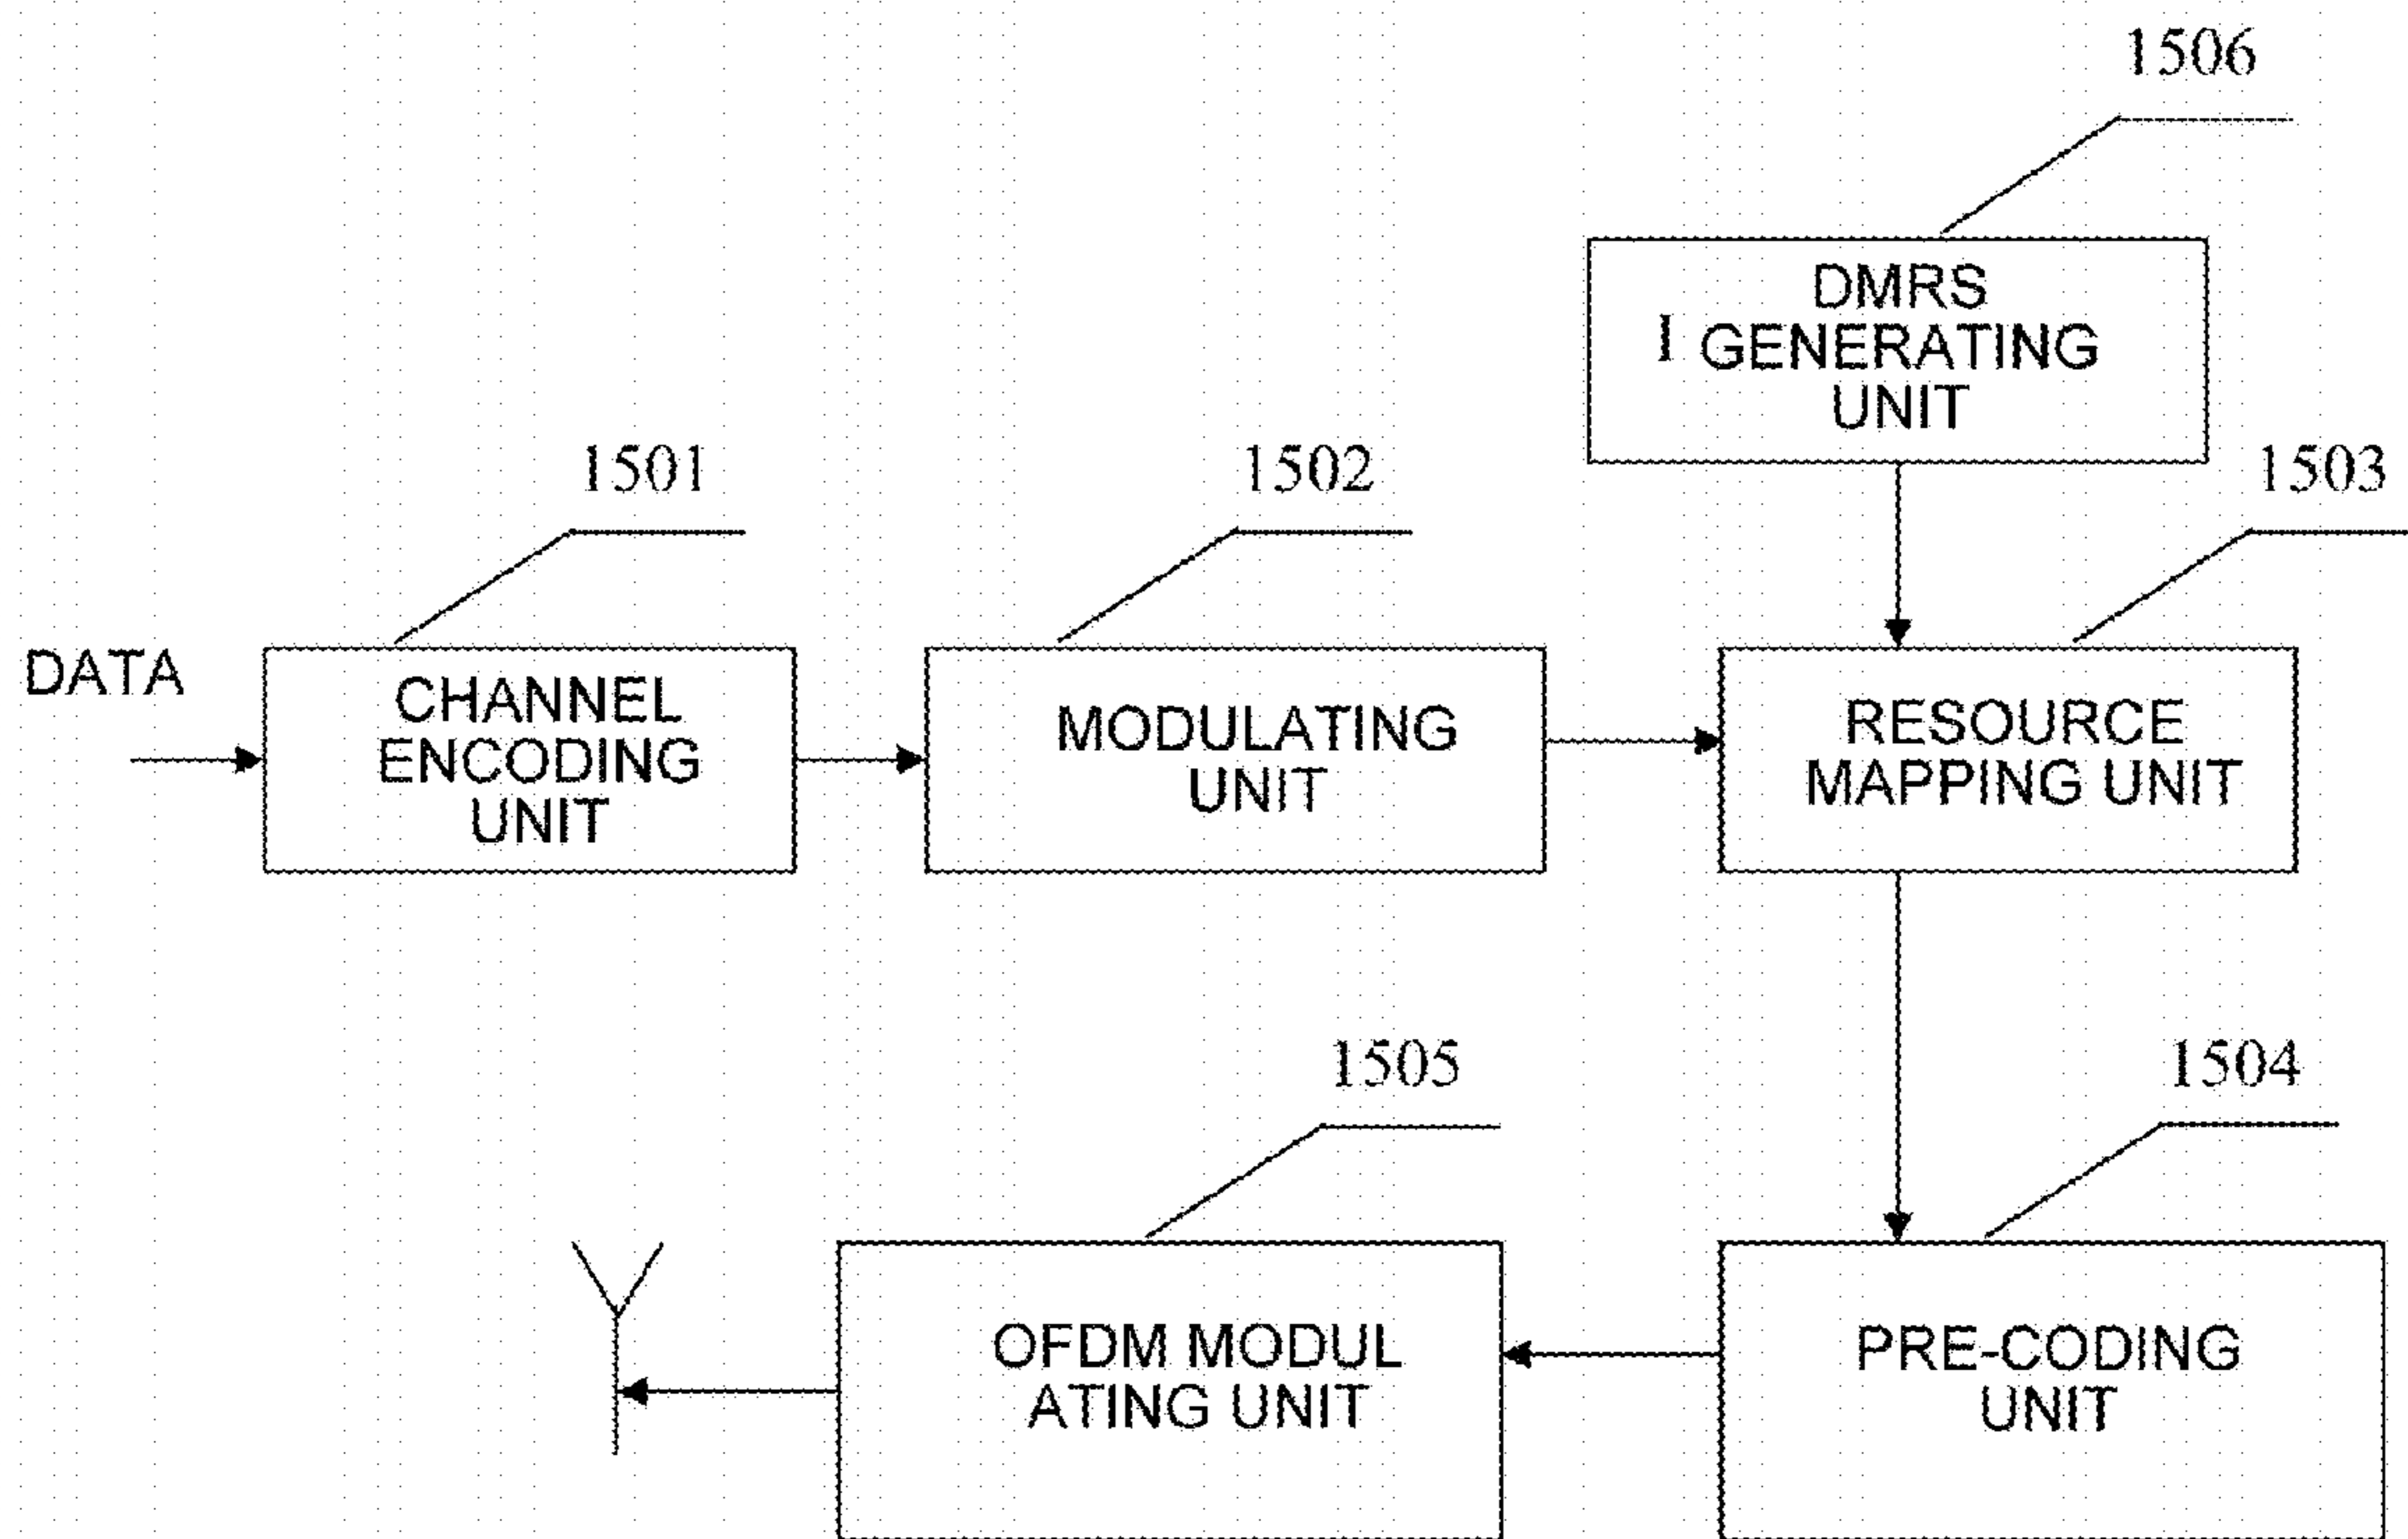 1506
DMRS
I GENERATING
UNIT
1501
1502
1503
DATA
CHANNEL
ENCODING
UNIT
MODULATING
UNIT
RESOURCE
MAPPING UNIT
1505
1504
OFDM MODUL
ATING UNIT
PRE-CODING
UNIT